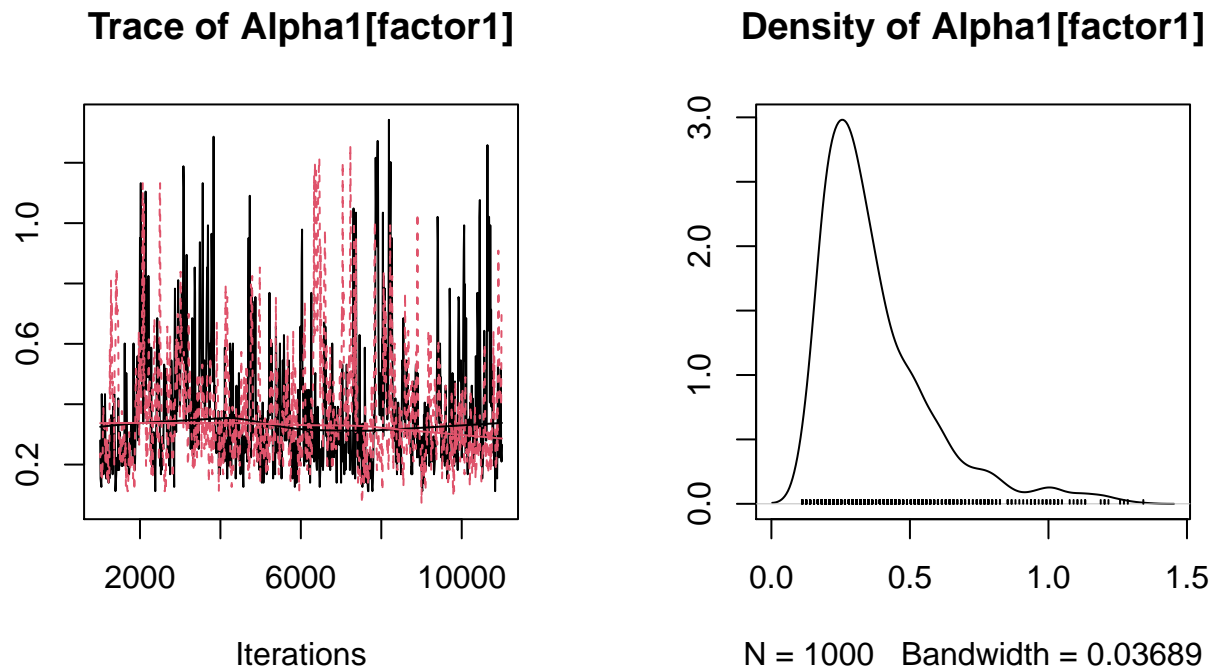 Trace of Alpha1[factor1]
1.0
0.6
0.2
2000 6000 10000
Iterations
Density of Alpha1[factor1]
3.0
2.0
1.0
0.0
0.0 0.5 1.0 1.5
N = 1000 Bandwidth = 0.03689